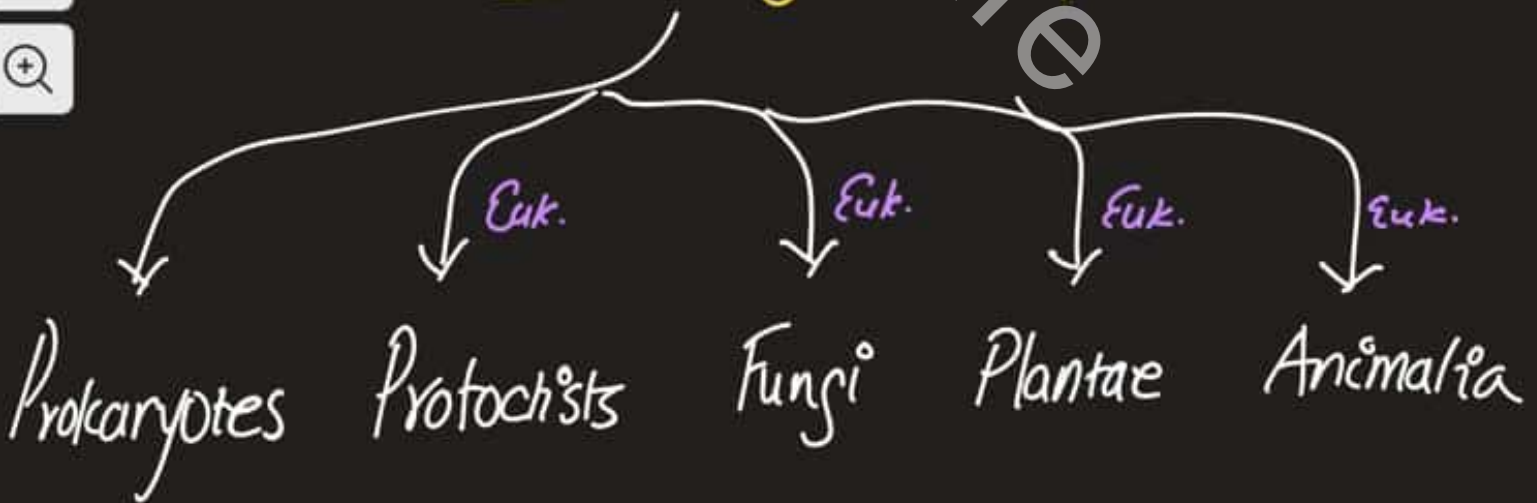 Euk. Euk. Euk. Euk.
Prokaryotes Protochists Fungi Plantae Animalia